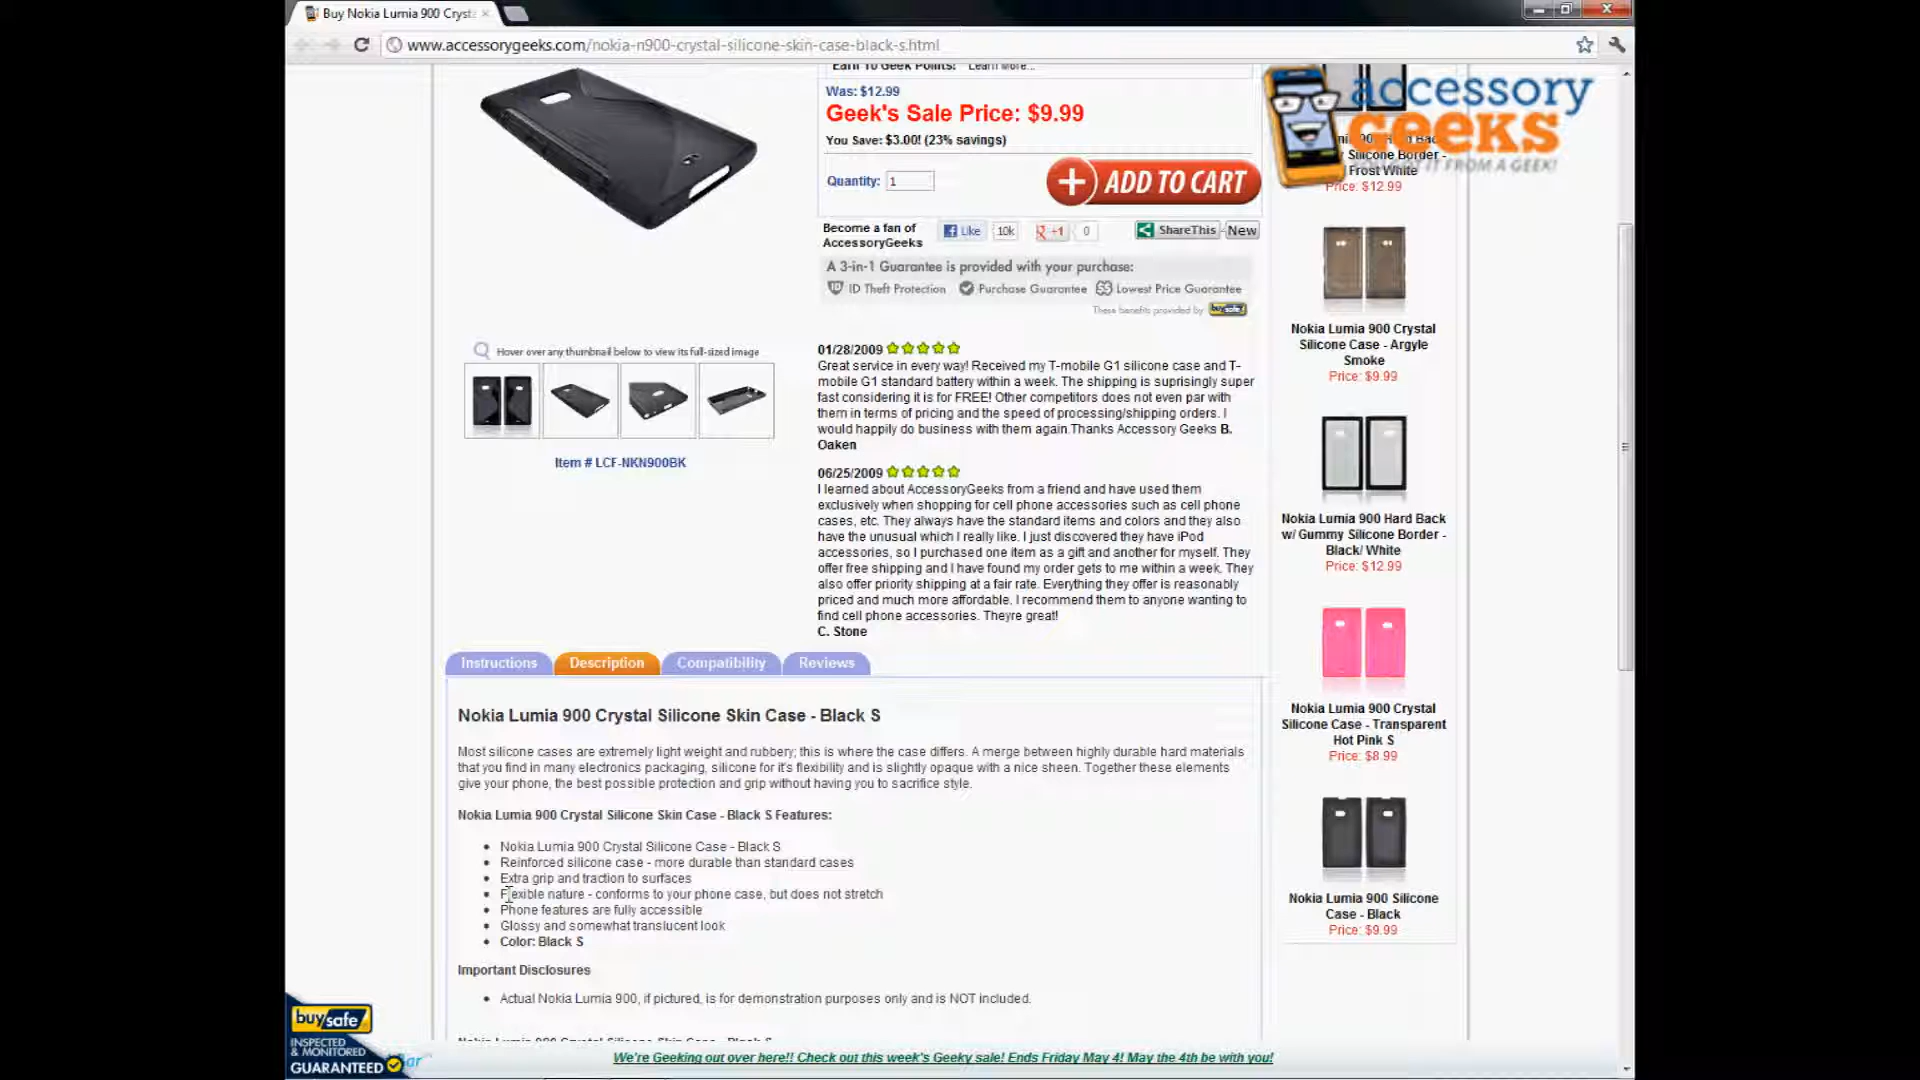 Buy Nokia Lumia 900 Crysta
www.accessorygeeks.com/nokia-n900-crystal-silicone-skin-case-black-s.html
Earn 10 Geek Points! Learn More...
Was: $12.99
Geek's Sale Price: $9.99
You Save: $3.00! (23% savings)
Quantity: 1
ADD TO CART
Become a fan of
AccessoryGeeks
Like 10k
+1 0
ShareThis New
A 3-in-1 Guarantee is provided with your purchase:
ID ID Theft Protection Purchase Guarantee Lowest Price Guarantee
These benefits provided by buySafe
Hover over any thumbnail below to view its full-sized image
Item # LCF-NKN900BK
01/28/2009
Great service in every way! Received my T-mobile G1 silicone case and T-
mobile G1 standard battery within a week. The shipping is suprisingly super
fast considering it is for FREE! Other competitors does not even par with
them in terms of pricing and the speed of processing/shipping orders. I
would happily do business with them again.Thanks Accessory Geeks B.
Oaken
06/25/2009
I learned about AccessoryGeeks from a friend and have used them
exclusively when shopping for cell phone accessories such as cell phone
cases, etc. They always have the standard items and colors and they also
have the unusual which I really like. I just discovered they have iPod
accessories, so I purchased one item as a gift and another for myself. They
offer free shipping and I have found my order gets to me within a week. They
also offer priority shipping at a fair rate. Everything they offer is reasonably
priced and much more affordable. I recommend them to anyone wanting to
find cell phone accessories. Theyre great!
C. Stone
Instructions Description Compatibility Reviews
Nokia Lumia 900 Crystal Silicone Skin Case - Black S
Most silicone cases are extremely light weight and rubbery; this is where the case differs. A merge between highly durable hard materials
that you find in many electronics packaging, silicone for it's flexibility and is slightly opaque with a nice sheen. Together these elements
give your phone, the best possible protection and grip without having you to sacrifice style.
Nokia Lumia 900 Crystal Silicone Skin Case - Black S Features:
Nokia Lumia 900 Crystal Silicone Case - Black S
Reinforced silicone case - more durable than standard cases
Extra grip and traction to surfaces
Flexible nature - conforms to your phone case, but does not stretch
Phone features are fully accessible
Glossy and somewhat translucent look
Color: Black S
Important Disclosures
Actual Nokia Lumia 900, if pictured, is for demonstration purposes only and is NOT included.
Nokia Lumia 900 Crystal Silicone Skin Case - Black S
accessory
GEEKS
Silicone Border -
Frost White
Price: $12.99
Nokia Lumia 900 Crystal
Silicone Case - Argyle
Smoke
Price: $9.99
Nokia Lumia 900 Hard Back
w/ Gummy Silicone Border -
Black/ White
Price: $12.99
Nokia Lumia 900 Crystal
Silicone Case - Transparent
Hot Pink S
Price: $8.99
Nokia Lumia 900 Silicone
Case - Black
Price: $9.99
buySafe
INSPECTED
& MONITORED
GUARANTEED
We're Geeking out over here!! Check out this week's Geeky sale! Ends Friday May 4! May the 4th be with you!